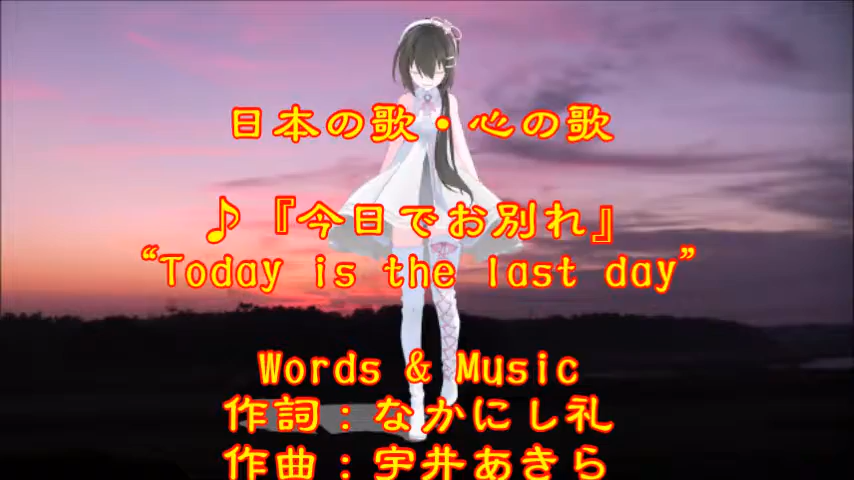 日本の歌・心の歌
♪『今日でお別れ』
“Today is the last day”
Words & Music
作詞：なかにし礼
作曲：宇井あきら